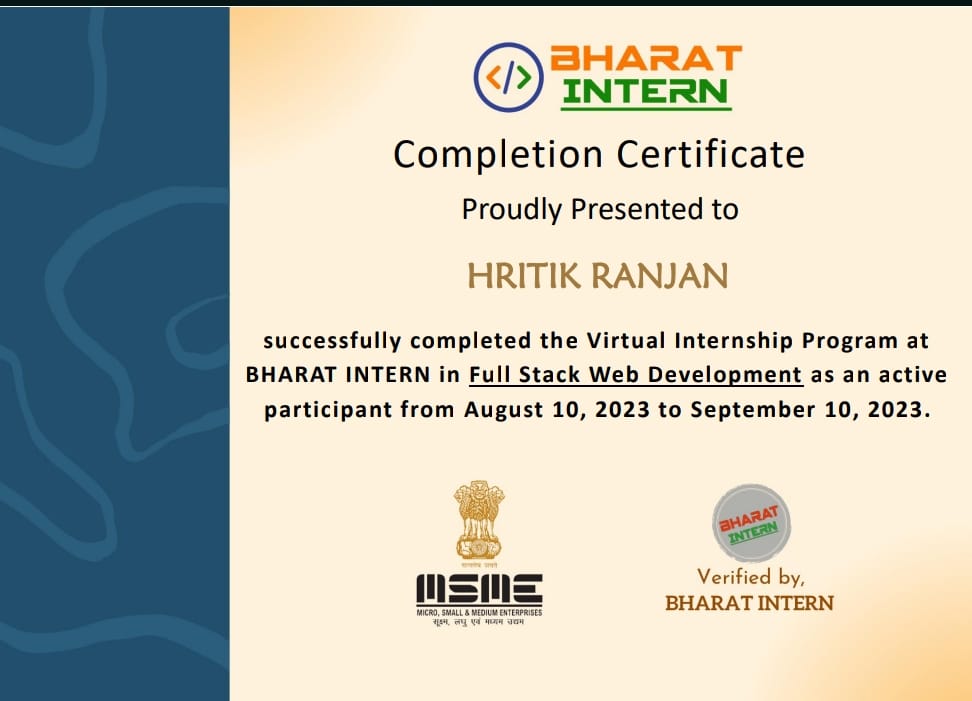 </>
BHARAT
INTERN
Completion Certificate
Proudly Presented to
HRITIK RANJAN
successfully completed the Virtual Internship Program at
BHARAT INTERN in Full Stack Web Development as an active
participant from August 10, 2023 to September 10, 2023.
सत्यमेव जयते
MSME
MICRO, SMALL & MEDIUM ENTERPRISES
सूक्ष्म, लघु एवं मध्यम उद्यम
BHARAT
INTERN
Verified by,
BHARAT INTERN